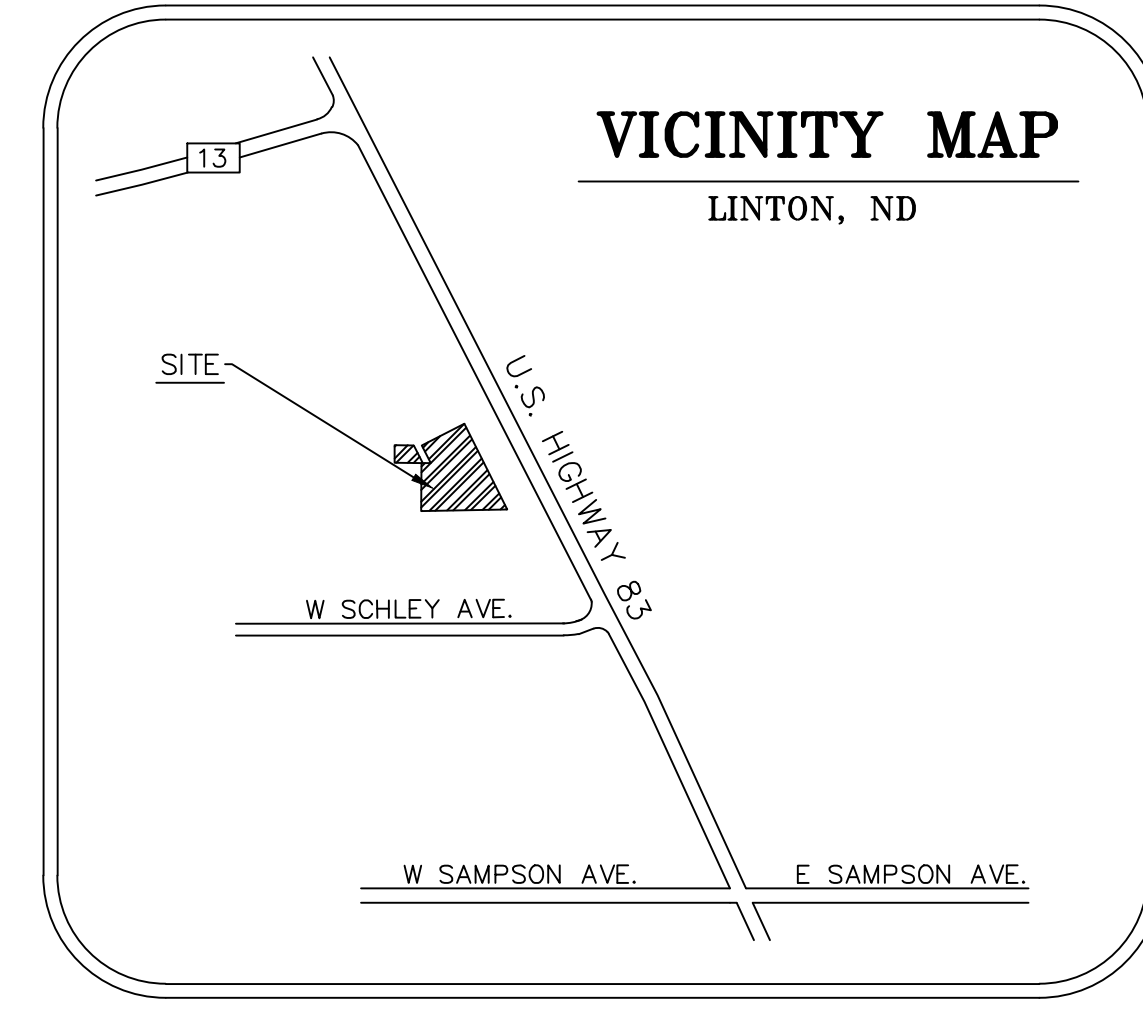 VICINITY MAP
LINTON, ND
13
SITE
U.S. HIGHWAY 83
W SCHLEY AVE.
W SAMPSON AVE.
E SAMPSON AVE.